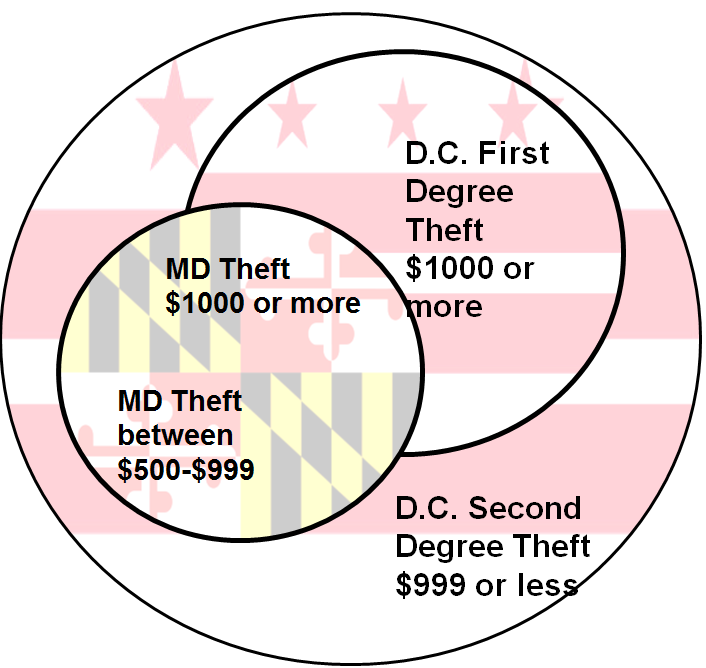 D.C. First
Degree
Theft
$1000 or
more
MD Theft
$1000 or more
MD Theft
between
$500-$999
D.C. Second
Degree Theft
$999 or less